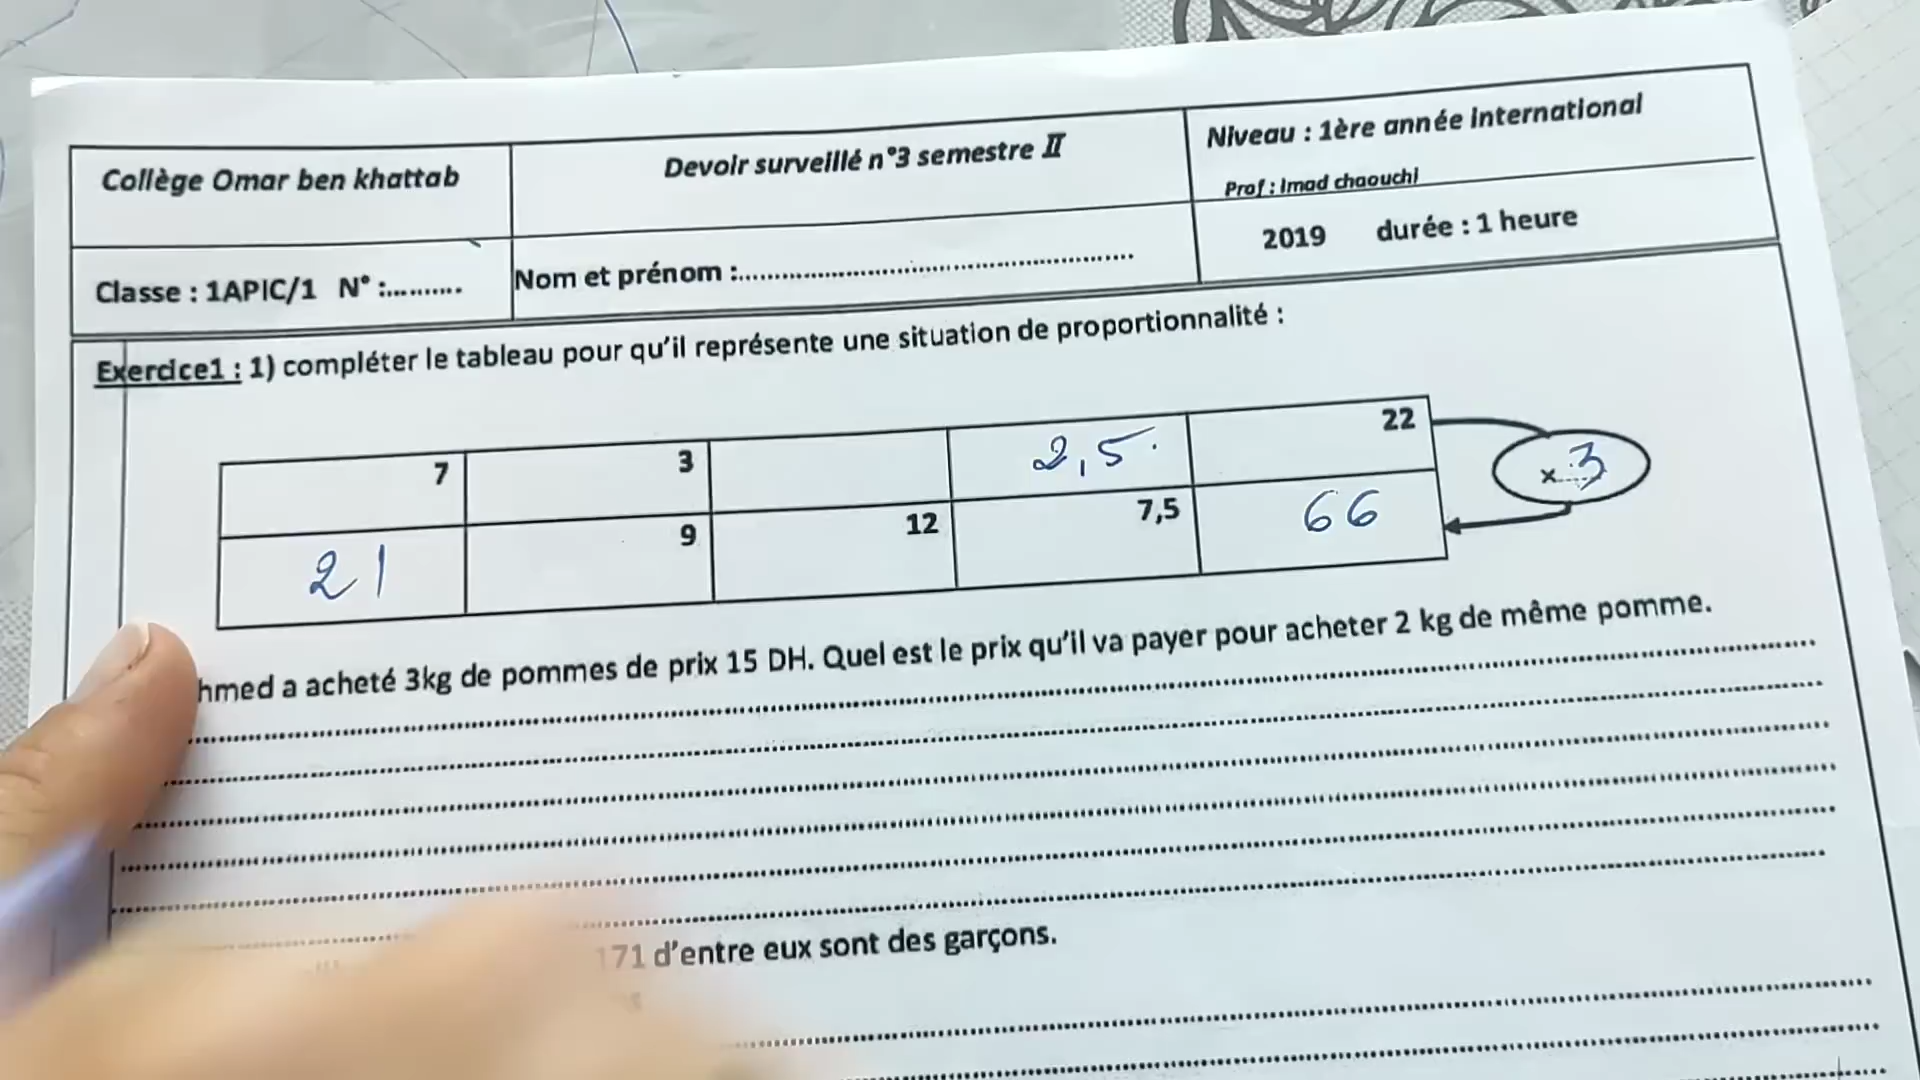 Collège Omar ben khattab
Devoir surveillé n°3 semestre II
Niveau : 1ère année international
Prof : Imad chaouchi
2019 durée : 1 heure
Classe : 1APIC/1 N° :..........
Nom et prénom :......................................................
Exercice1 : 1) compléter le tableau pour qu'il représente une situation de proportionnalité :
7 3 2,5 22
× 3
21 9 12 7,5 66
hmed a acheté 3kg de pommes de prix 15 DH. Quel est le prix qu'il va payer pour acheter 2 kg de même pomme.
171 d'entre eux sont des garçons.